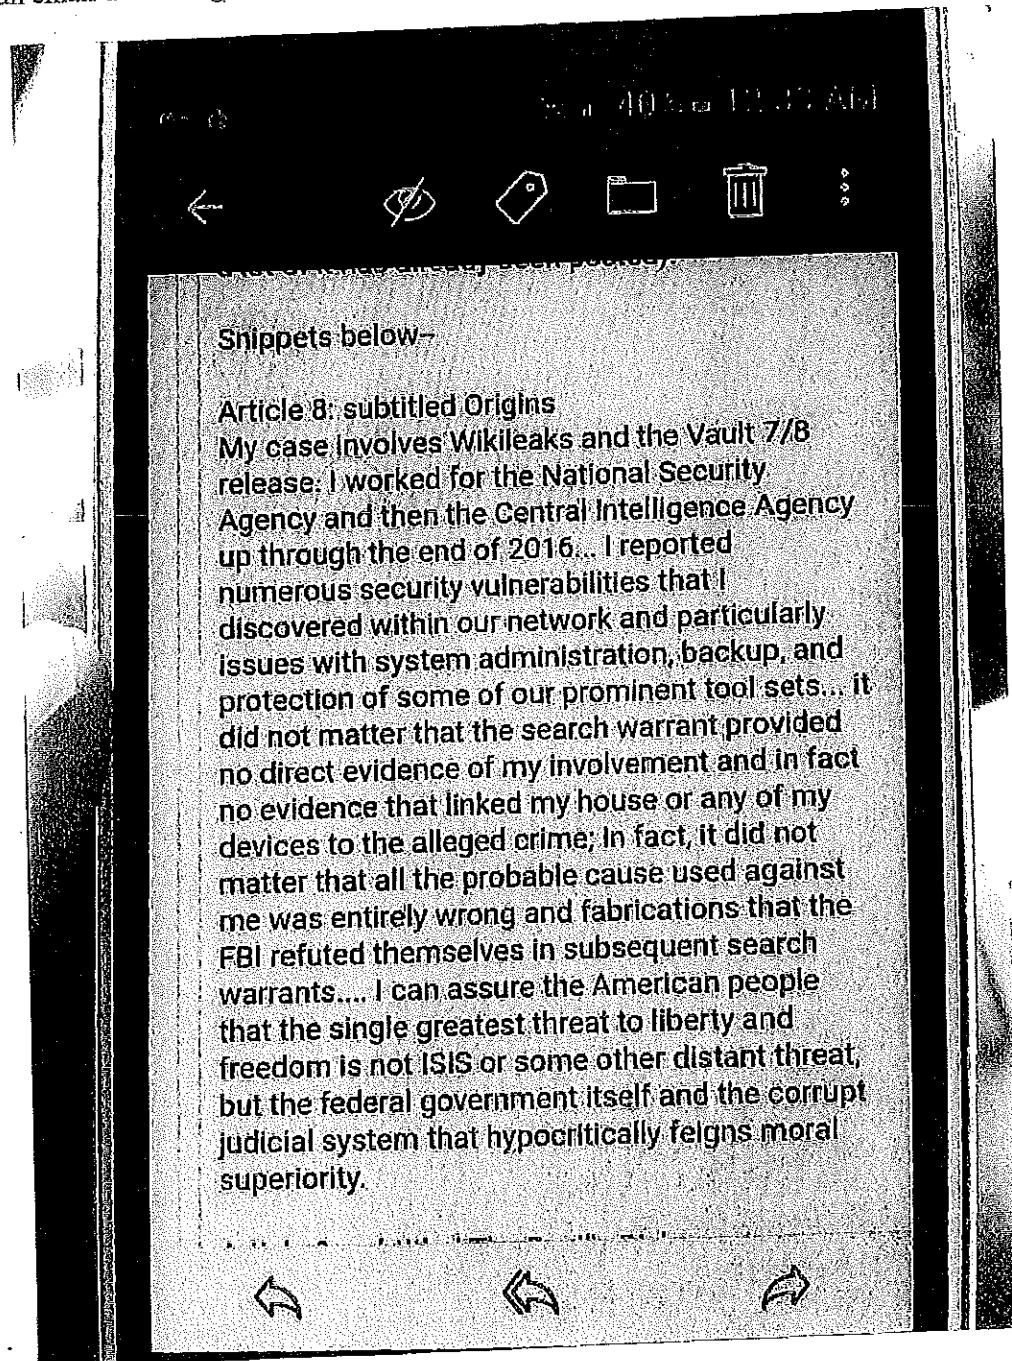 40% 12:33 AM
Snippets below--
Article 8: subtitled Origins
My case involves Wikileaks and the Vault 7/8
release. I worked for the National Security
Agency and then the Central Intelligence Agency
up through the end of 2016... I reported
numerous security vulnerabilities that I
discovered within our network and particularly
issues with system administration, backup, and
protection of some of our prominent tool sets... it
did not matter that the search warrant provided
no direct evidence of my involvement and in fact
no evidence that linked my house or any of my
devices to the alleged crime; In fact, it did not
matter that all the probable cause used against
me was entirely wrong and fabrications that the
FBI refuted themselves in subsequent search
warrants.... I can assure the American people
that the single greatest threat to liberty and
freedom is not ISIS or some other distant threat,
but the federal government itself and the corrupt
judicial system that hypocritically feigns moral
superiority.